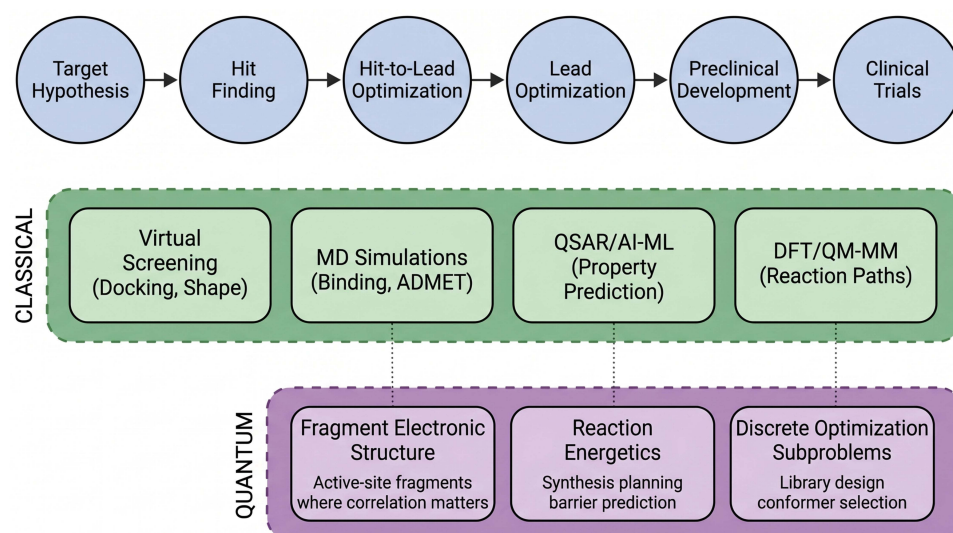 Target
Hypothesis
Hit
Finding
Hit-to-Lead
Optimization
Lead
Optimization
Preclinical
Development
Clinical
Trials
CLASSICAL
Virtual
Screening
(Docking, Shape)
MD Simulations
(Binding, ADMET)
QSAR/AI-ML
(Property
Prediction)
DFT/QM-MM
(Reaction Paths)
QUANTUM
Fragment Electronic
Structure
Active-site fragments
where correlation matters
Reaction
Energetics
Synthesis planning
barrier prediction
Discrete Optimization
Subproblems
Library design
conformer selection